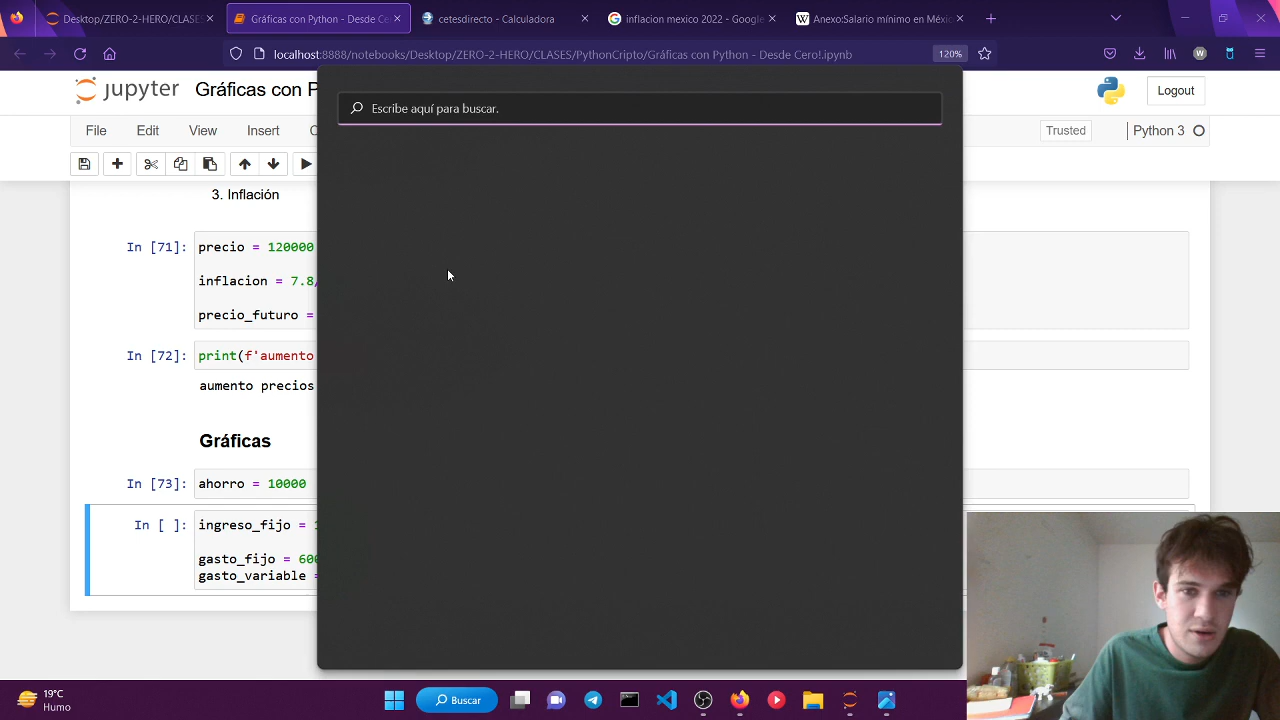 Desktop/ZERO-2-HERO/CLASES
Gráficas con Python - Desde Cer
cetesdirecto - Calculadora
inflacion mexico 2022 - Google
Anexo:Salario mínimo en Méxic
localhost:8888/notebooks/Desktop/ZERO-2-HERO/CLASES/PythonCripto/Gráficas con Python - Desde Cero!.ipynb
120%
jupyter
Gráficas con P
Logout
File
Edit
View
Insert
C
Trusted
Python 3
Escribe aquí para buscar.
3. Inflación
In [71]:
precio = 120000
inflacion = 7.8/
precio_futuro =
In [72]:
print(f'aumento
aumento precios
Gráficas
In [73]:
ahorro = 10000
In [ ]:
ingreso_fijo = 1
gasto_fijo = 600
gasto_variable =
19°C
Humo
Buscar